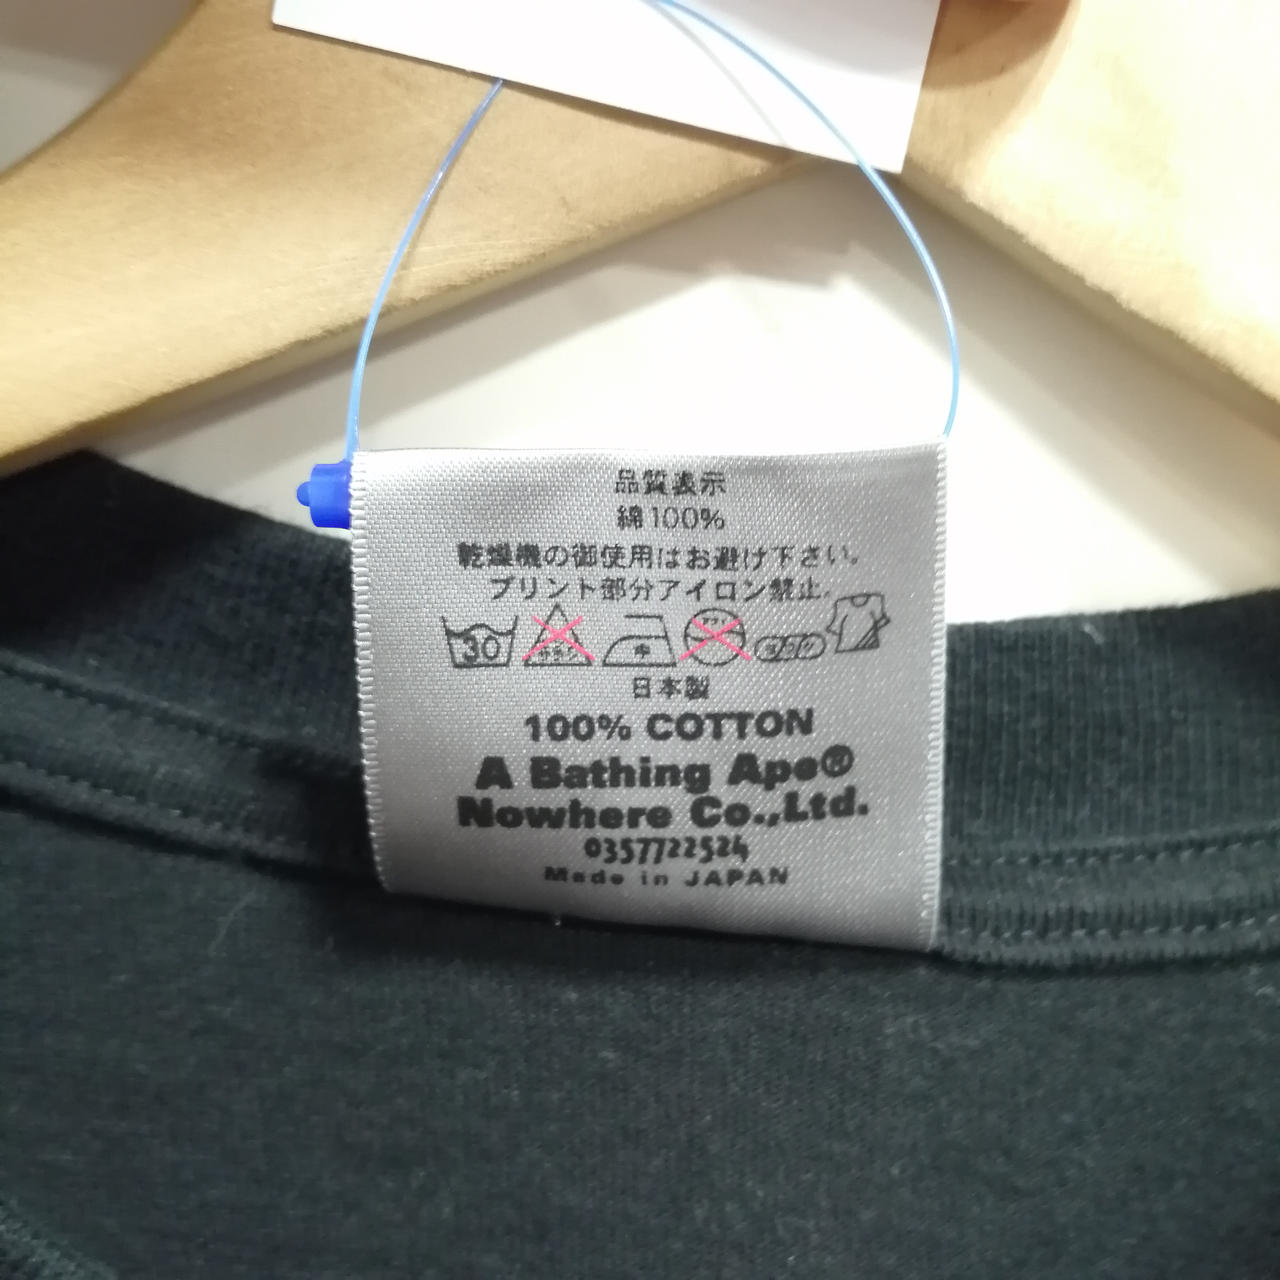 品質表示
綿100%
乾燥機の御使用はお避け下さい。
プリント部分アイロン禁止。
30 中
日本製
100% COTTON
A Bathing Ape®
Nowhere Co.,Ltd.
0357722524
Made in JAPAN